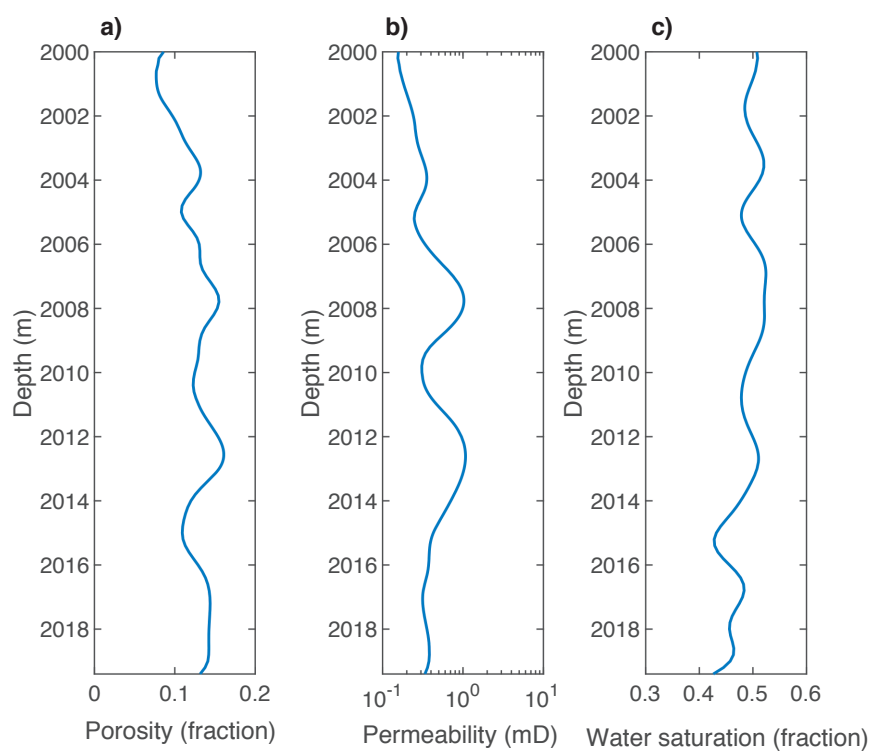 a)
2000
2002
2004
2006
2008
2010
2012
2014
2016
2018
Depth (m)
0 0.1 0.2
Porosity (fraction)
b)
2000
2002
2004
2006
2008
2010
2012
2014
2016
2018
Depth (m)
10⁻¹ 10⁰ 10¹
Permeability (mD)
c)
2000
2002
2004
2006
2008
2010
2012
2014
2016
2018
Depth (m)
0.3 0.4 0.5 0.6
Water saturation (fraction)